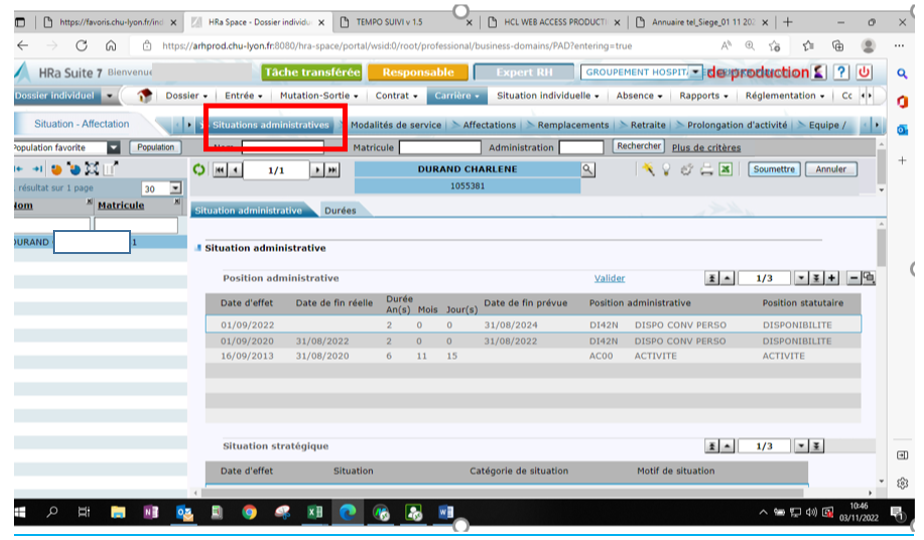 https://favoris.chu-lyon.fr/ind
HRa Space - Dossier individu
TEMPO SUIVI v 1.5
HCL WEB ACCESS PRODUCTI
Annuaire tel_Siege_01 11 202
https://arhprod.chu-lyon.fr:8080/hra-space/portal/wsid:0/root/professional/business-domains/PAD?entering=true
HRa Suite 7 Bienvenue
Tâche transférée
Responsable
Expert RH
GROUPEMENT HOSPIT
de production
Dossier individuel
Dossier
Entrée
Mutation-Sortie
Contrat
Carrière
Situation individuelle
Absence
Rapports
Réglementation
Cc
Situation - Affectation
Situations administratives
Modalités de service
Affectations
Remplacements
Retraite
Prolongation d'activité
Equipe /
Population favorite
Population
Nom
Matricule
Administration
Rechercher
Plus de critères
1/1
DURAND CHARLENE
1055381
Soumettre
Annuler
résultat sur 1 page
30
Nom
Matricule
DURAND
1
Situation administrative
Durées
Situation administrative
Position administrative
Valider
1/3
Date d'effet Date de fin réelle Durée An(s) Mois Jour(s) Date de fin prévue Position administrative Position statutaire
01/09/2022 2 0 0 31/08/2024 DI42N DISPO CONV PERSO DISPONIBILITE
01/09/2020 31/08/2022 2 0 0 31/08/2022 DI42N DISPO CONV PERSO DISPONIBILITE
16/09/2013 31/08/2020 6 11 15 AC00 ACTIVITE ACTIVITE
Situation stratégique
1/3
Date d'effet Situation Catégorie de situation Motif de situation
10:46
03/11/2022